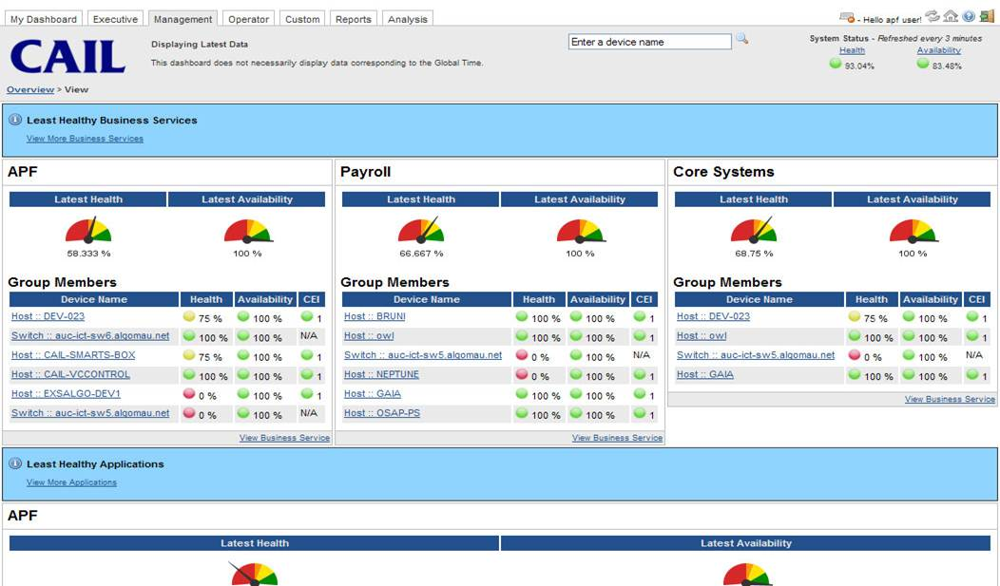 My Dashboard Executive Management Operator Custom Reports Analysis - Hello apf user!
CAIL
Displaying Latest Data
This dashboard does not necessarily display data corresponding to the Global Time.
Enter a device name
System Status - Refreshed every 3 minutes
Health Availability
93.04% 83.48%
Overview > View
Least Healthy Business Services
View More Business Services
APF
Latest Health Latest Availability
58.333 % 100 %
Group Members
Device Name Health Availability CEI
Host :: DEV-023 75 % 100 % 1
Switch :: auc-ict-sw6.algomau.net 100 % 100 % N/A
Host :: CAIL-SMARTS-BOX 75 % 100 % 1
Host :: CAIL-VCCONTROL 100 % 100 % 1
Host :: EXSALGO-DEV1 0 % 100 % 1
Switch :: auc-ict-sw5.algomau.net 0 % 100 % N/A
View Business Service
Payroll
Latest Health Latest Availability
66.667 % 100 %
Group Members
Device Name Health Availability CEI
Host :: BRUNI 100 % 100 % 1
Host :: owl 100 % 100 % 1
Switch :: auc-ict-sw5.algomau.net 0 % 100 % N/A
Host :: NEPTUNE 0 % 100 % 1
Host :: GAIA 100 % 100 % 1
Host :: OSAP-PS 100 % 100 % 1
View Business Service
Core Systems
Latest Health Latest Availability
68.75 % 100 %
Group Members
Device Name Health Availability CEI
Host :: DEV-023 75 % 100 % 1
Host :: owl 100 % 100 % 1
Switch :: auc-ict-sw5.algomau.net 0 % 100 % N/A
Host :: GAIA 100 % 100 % 1
View Business Service
Least Healthy Applications
View More Applications
APF
Latest Health Latest Availability